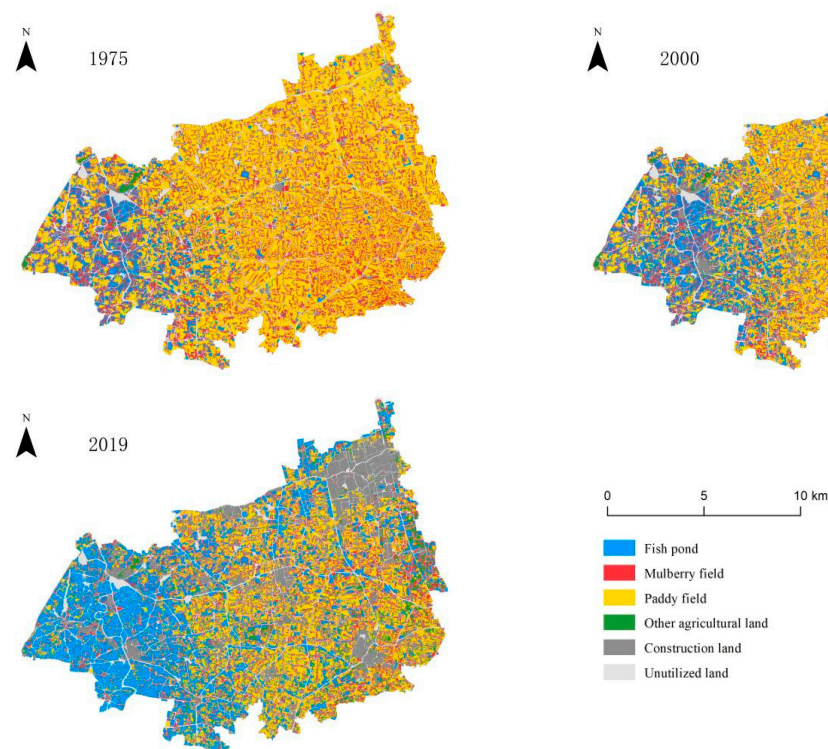 N
1975
N
2000
N
2019
0 5 10 km
Fish pond
Mulberry field
Paddy field
Other agricultural land
Construction land
Unutilized land